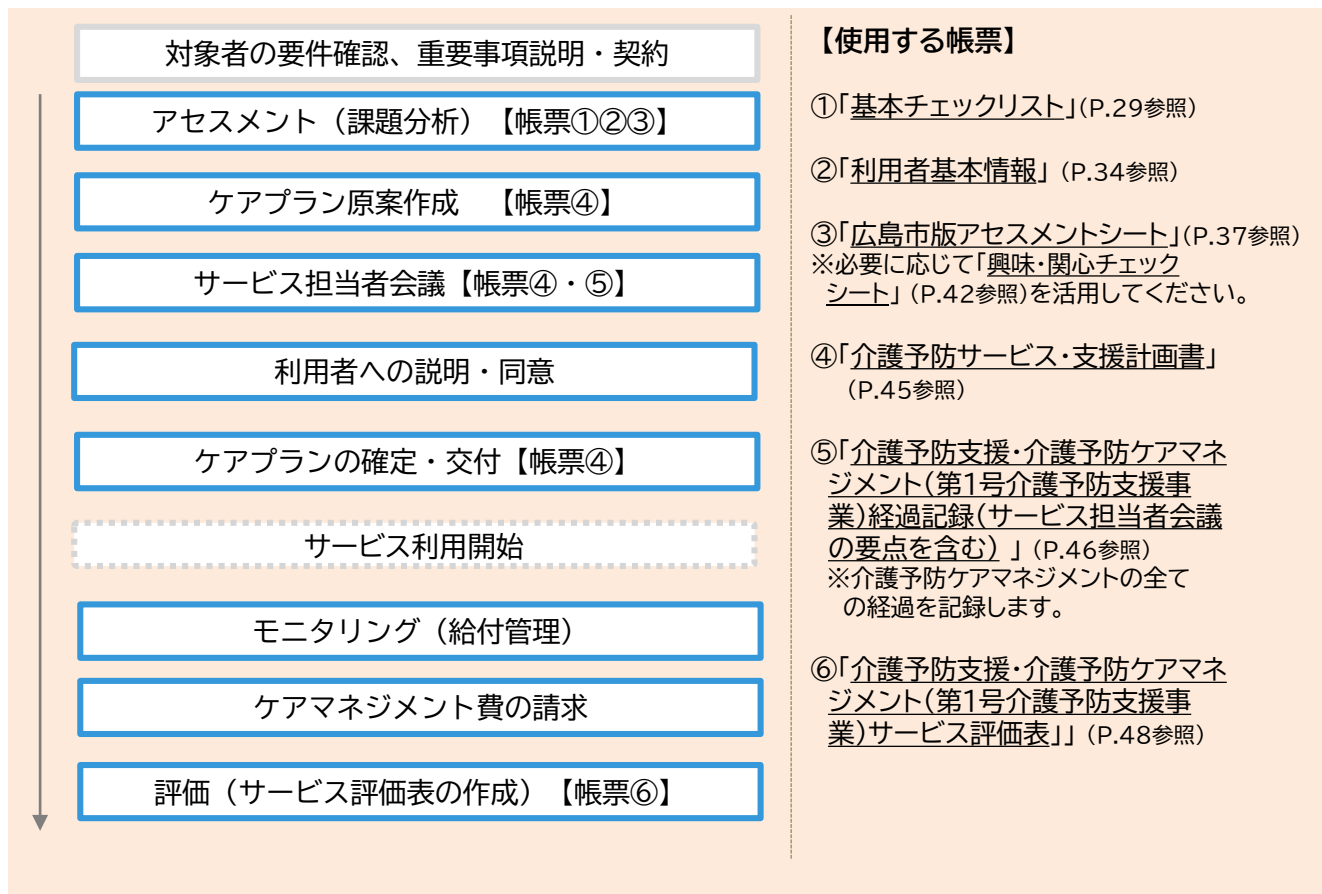 対象者の要件確認、重要事項説明・契約
アセスメント（課題分析）【帳票①②③】
ケアプラン原案作成　【帳票④】
サービス担当者会議【帳票④・⑤】
利用者への説明・同意
ケアプランの確定・交付【帳票④】
サービス利用開始
モニタリング（給付管理）
ケアマネジメント費の請求
評価（サービス評価表の作成）【帳票⑥】
【使用する帳票】
①「基本チェックリスト」(P.29参照)
②「利用者基本情報」 (P.34参照)
③「広島市版アセスメントシート」(P.37参照)
※必要に応じて「興味・関心チェック
シート」 (P.42参照)を活用してください。
④「介護予防サービス・支援計画書」
(P.45参照)
⑤「介護予防支援・介護予防ケアマネ
ジメント(第1号介護予防支援事
業)経過記録(サービス担当者会議
の要点を含む) 」 (P.46参照)
※介護予防ケアマネジメントの全て
の経過を記録します。
⑥「介護予防支援・介護予防ケアマネ
ジメント(第1号介護予防支援事
業)サービス評価表」」 (P.48参照)